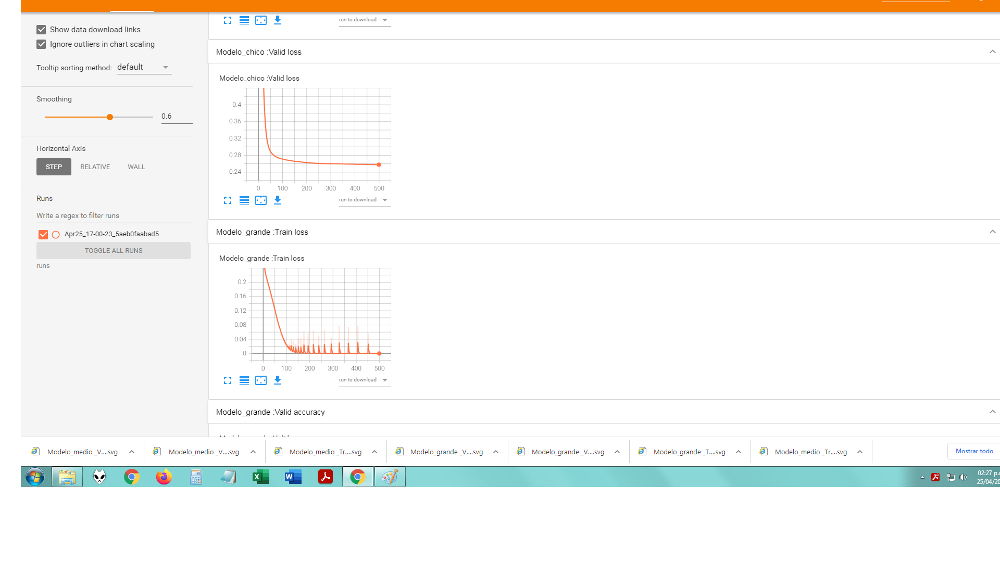 run to download
Show data download links
Ignore outliers in chart scaling
Tooltip sorting method: default
Smoothing
0.6
Horizontal Axis
STEP RELATIVE WALL
Runs
Write a regex to filter runs
Apr25_17-00-23_5aeb0faabad5
TOGGLE ALL RUNS
runs
Modelo_chico :Valid loss
Modelo_chico :Valid loss
0.4
0.36
0.32
0.28
0.24
0 100 200 300 400 500
run to download
Modelo_grande :Train loss
Modelo_grande :Train loss
0.2
0.16
0.12
0.08
0.04
0
0 100 200 300 400 500
run to download
Modelo_grande :Valid accuracy
Modelo_medio _V....svg
Modelo_medio _V....svg
Modelo_medio _Tr....svg
Modelo_grande _V....svg
Modelo_grande _V....svg
Modelo_grande _T....svg
Modelo_medio _Tr....svg
Mostrar todo
02:27 p.
25/04/20